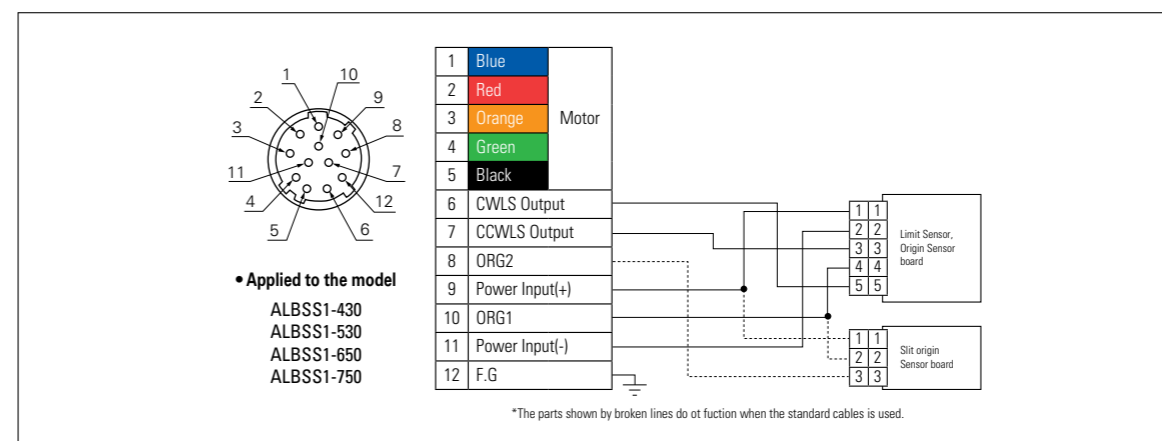 1 10
2 9
3 8
11 7
4 12
5 6
• Applied to the model
ALBSS1-430
ALBSS1-530
ALBSS1-650
ALBSS1-750
1 Blue
2 Red
3 Orange Motor
4 Green
5 Black
6 CWLS Output
7 CCWLS Output
8 ORG2
9 Power Input(+)
10 ORG1
11 Power Input(-)
12 F.G
1 1
2 2
3 3
4 4
5 5
Limit Sensor,
Origin Sensor
board
1 1
2 2
3 3
Slit origin
Sensor board
*The parts shown by broken lines do ot fuction when the standard cables is used.